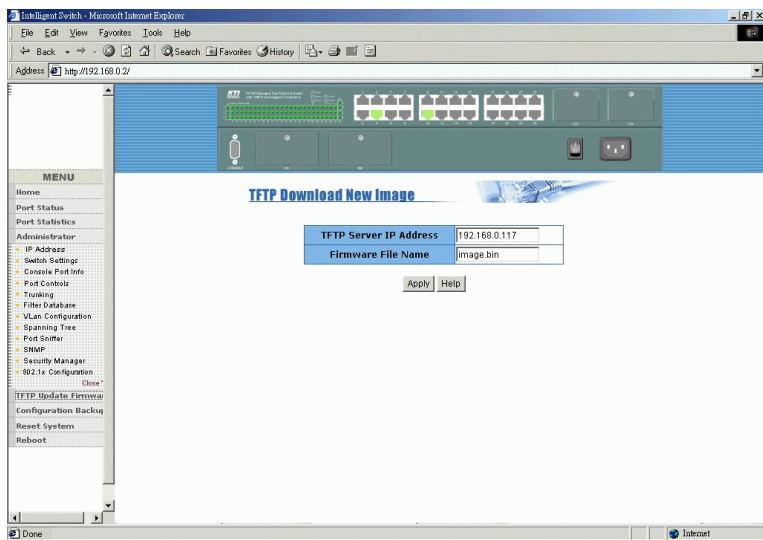 Intelligent Switch - Microsoft Internet Explorer
File Edit View Favorites Tools Help
Back Search Favorites History
Address http://192.168.0.2/
CONSOLE
MENU
Home
Port Status
Port Statistics
Administrator
IP Address
Switch Settings
Console Port Info
Port Controls
Trunking
Filter Database
VLan Configuration
Spanning Tree
Port Sniffer
SNMP
Security Manager
802.1x Configuration
Close
TFTP Update Firmwa
Configuration Backup
Reset System
Reboot
TFTP Download New Image
TFTP Server IP Address 192.168.0.117
Firmware File Name image.bin
Apply Help
Done
Internet